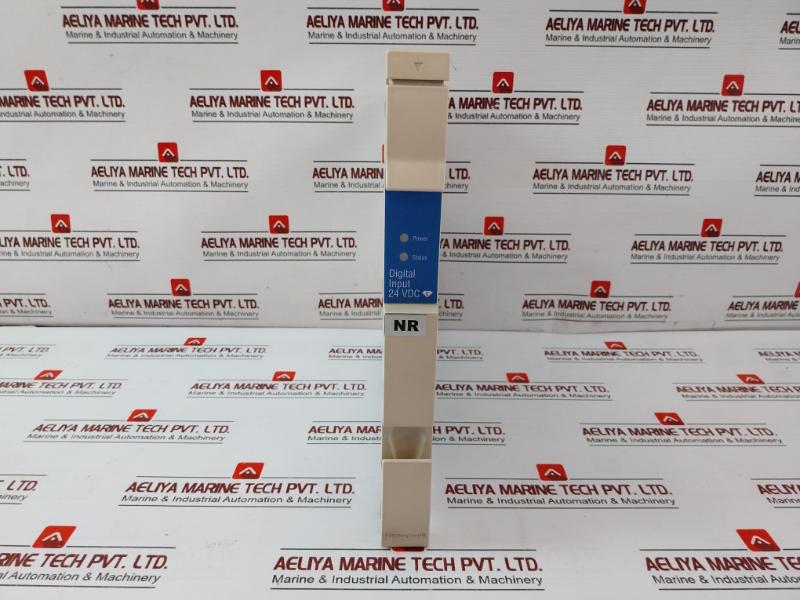 AELIYA MARINE TECH PVT. LTD.
Marine & Industrial Automation & Machinery
Power
Status
Digital
Input
24 VDC
NR
Honeywell